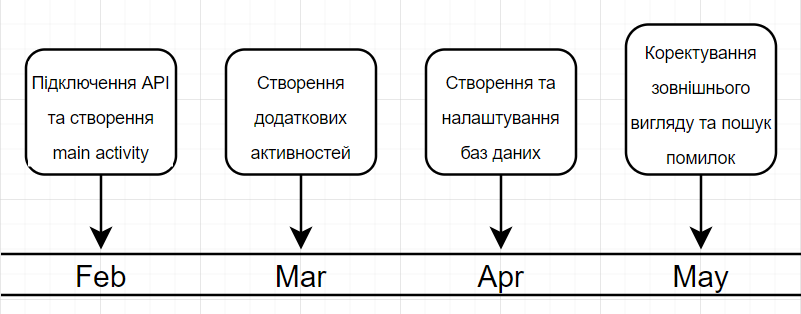 Підключення API
та створення
main activity
Створення
додаткових
активностей
Створення та
налаштування
баз даних
Коректування
зовнішнього
вигляду та пошук
помилок
Feb
Mar
Apr
May